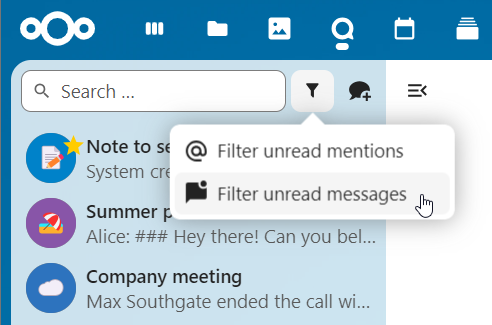 Search ...
Note to se
System cre
Filter unread mentions
Filter unread messages
Summer p
Alice: ### Hey there! Can you bel...
Company meeting
Max Southgate ended the call wi...